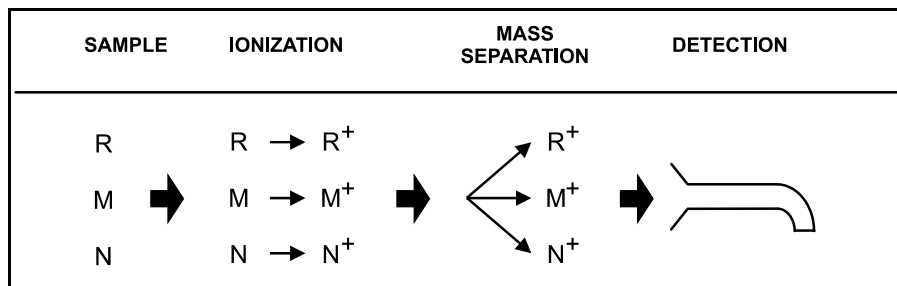 SAMPLE IONIZATION MASS SEPARATION DETECTION
R R → R⁺ R⁺
M M → M⁺ M⁺
N N → N⁺ N⁺